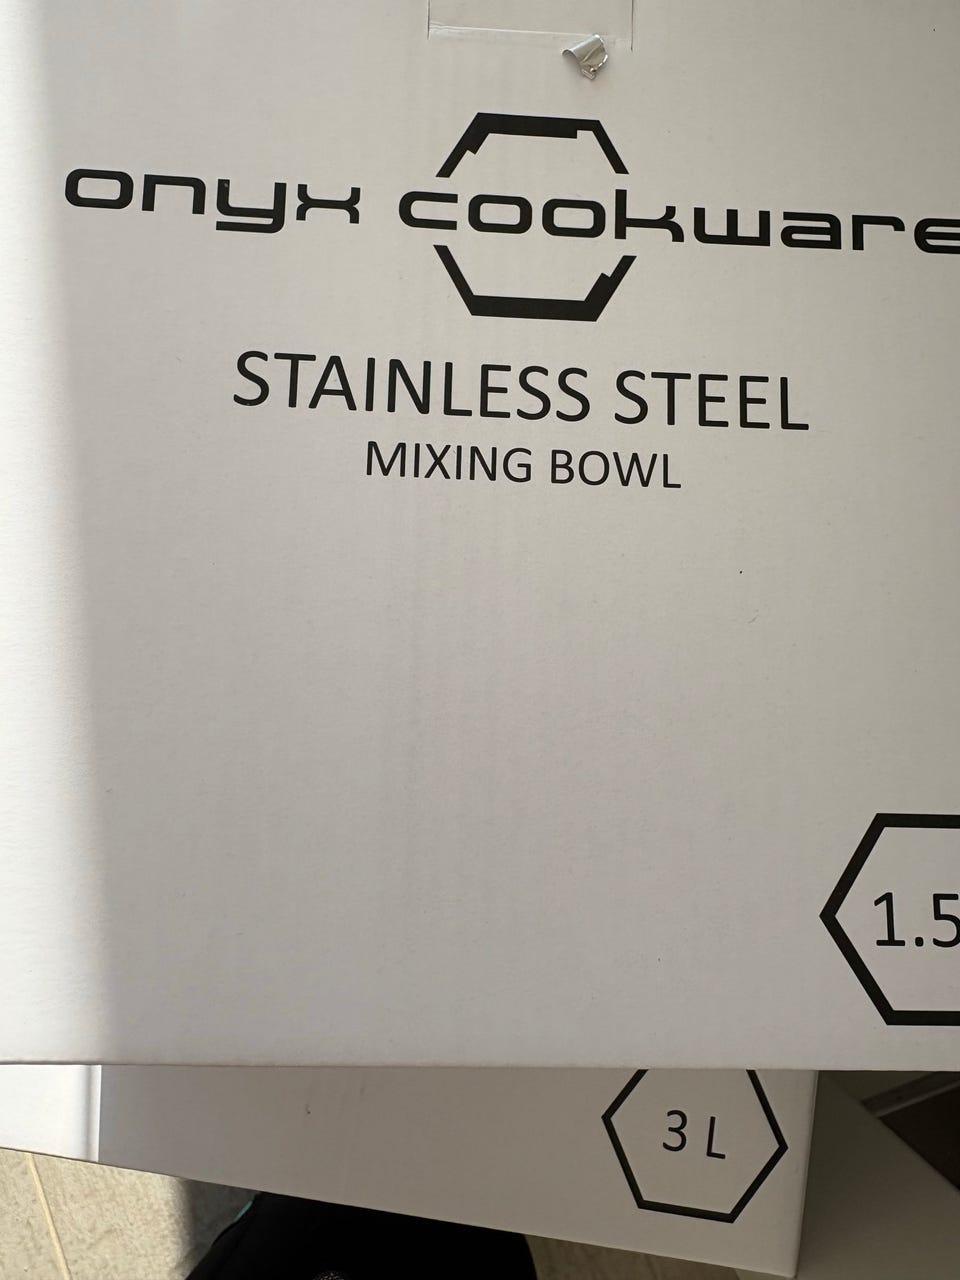 onyx cookware
STAINLESS STEEL
MIXING BOWL
1.5
3 L